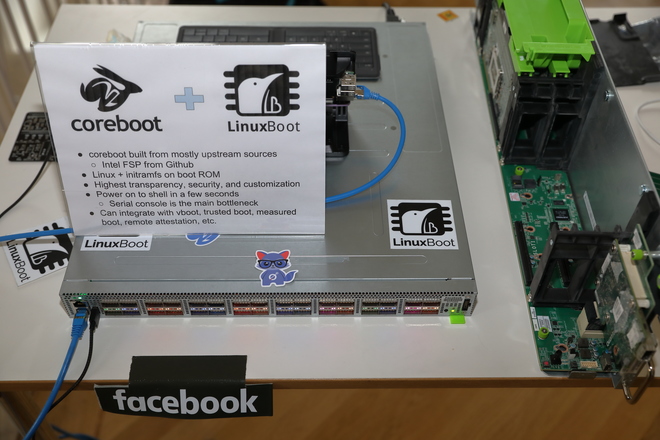 coreboot
LinuxBoot
coreboot built from mostly upstream sources
Intel FSP from Github
Linux + initramfs on boot ROM
Highest transparency, security, and customization
Power on to shell in a few seconds
Serial console is the main bottleneck
Can integrate with vboot, trusted boot, measured
boot, remote attestation, etc.
LinuxBoot
LinuxBoot
LinuxBoot
facebook